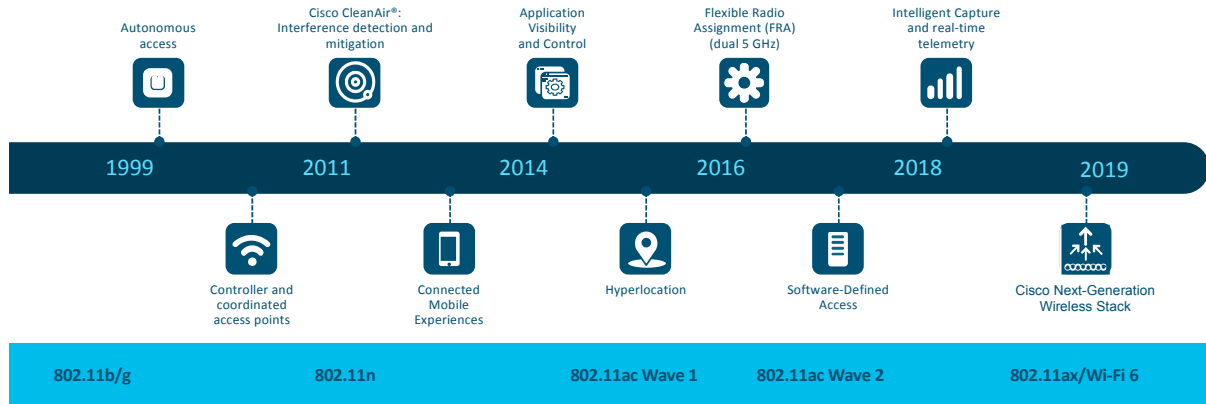 Autonomous
access
Cisco CleanAir®:
Interference detection and
mitigation
Application
Visibility
and Control
Flexible Radio
Assignment (FRA)
(dual 5 GHz)
Intelligent Capture
and real-time
telemetry
1999
2011
2014
2016
2018
2019
Controller and
coordinated
access points
Connected
Mobile
Experiences
Hyperlocation
Software-Defined
Access
Cisco Next-Generation
Wireless Stack
802.11b/g
802.11n
802.11ac Wave 1
802.11ac Wave 2
802.11ax/Wi-Fi 6